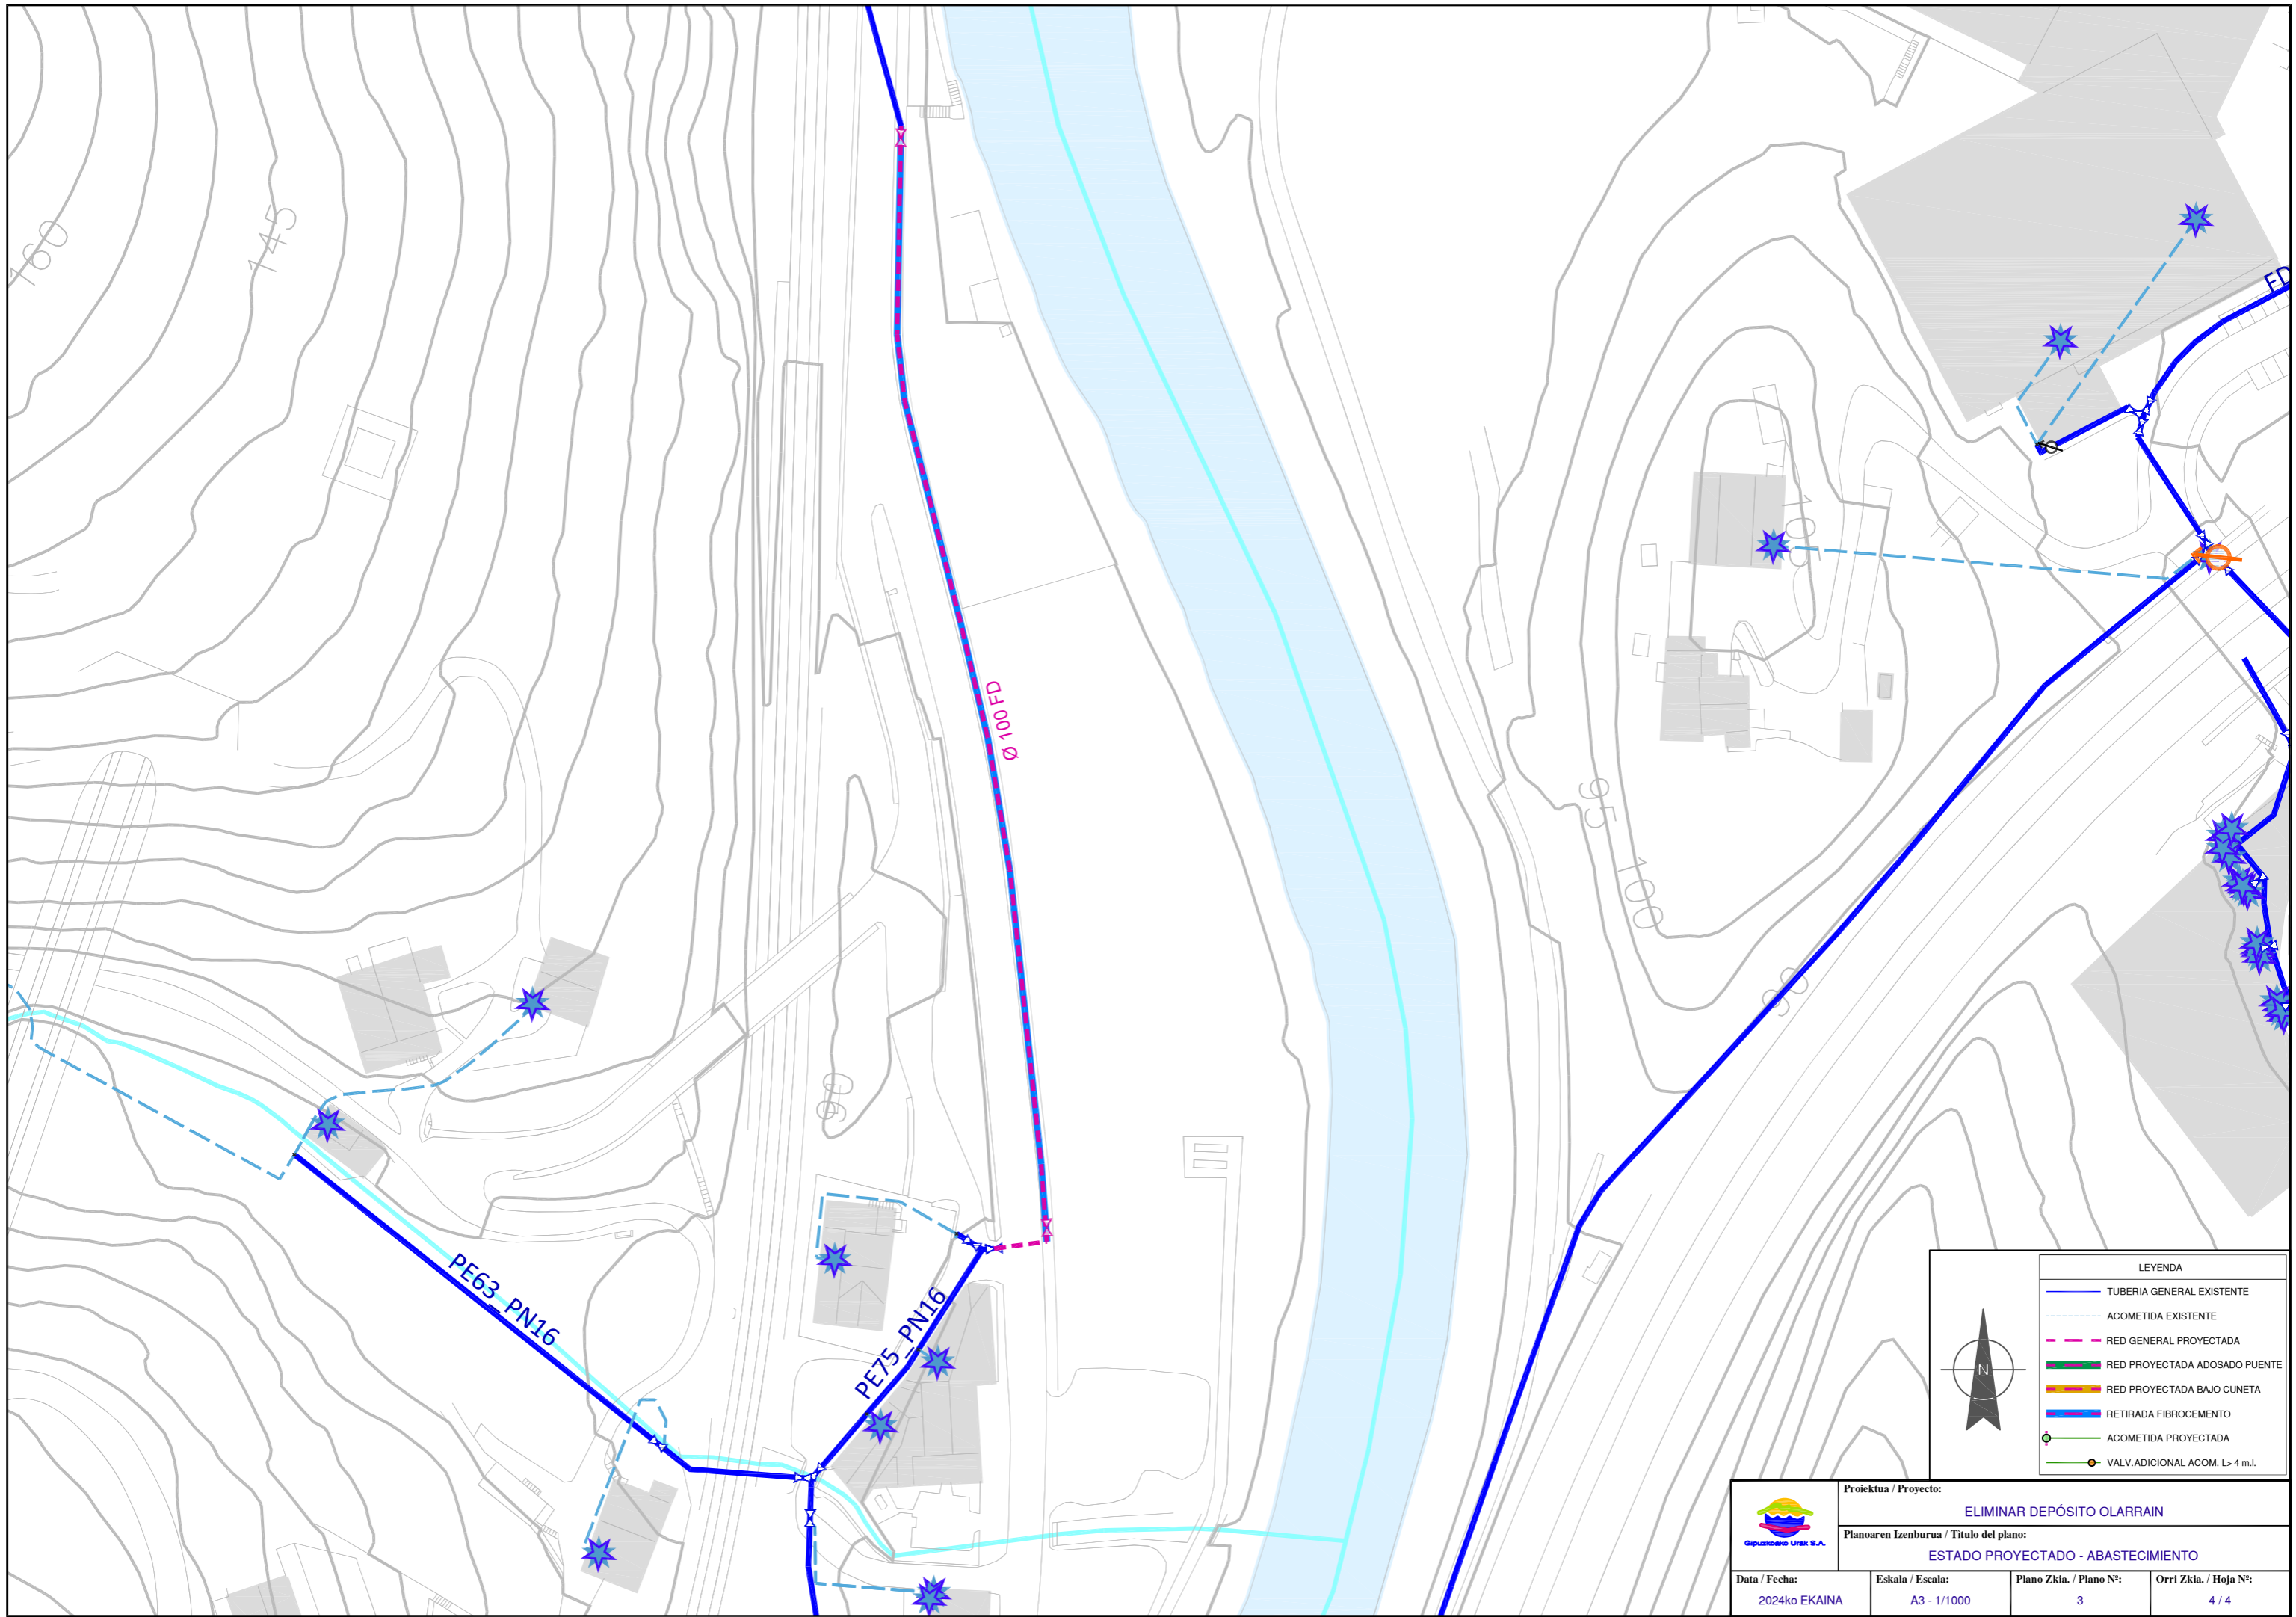 160
145
FD
100
Ø 100 FD
95
100
90
90
PE63_PN16
PE75_PN16
N
LEYENDA
TUBERIA GENERAL EXISTENTE
ACOMETIDA EXISTENTE
RED GENERAL PROYECTADA
RED PROYECTADA ADOSADO PUENTE
RED PROYECTADA BAJO CUNETA
RETIRADA FIBROCEMENTO
ACOMETIDA PROYECTADA
VALV.ADICIONAL ACOM. L> 4 m.l.
Gipuzkoako Urak S.A.
Proiektua / Proyecto:
ELIMINAR DEPÓSITO OLARRAIN
Planoaren Izenburua / Titulo del plano:
ESTADO PROYECTADO - ABASTECIMIENTO
Data / Fecha:
2024ko EKAINA
Eskala / Escala:
A3 - 1/1000
Plano Zkia. / Plano Nº:
3
Orri Zkia. / Hoja Nº:
4 / 4